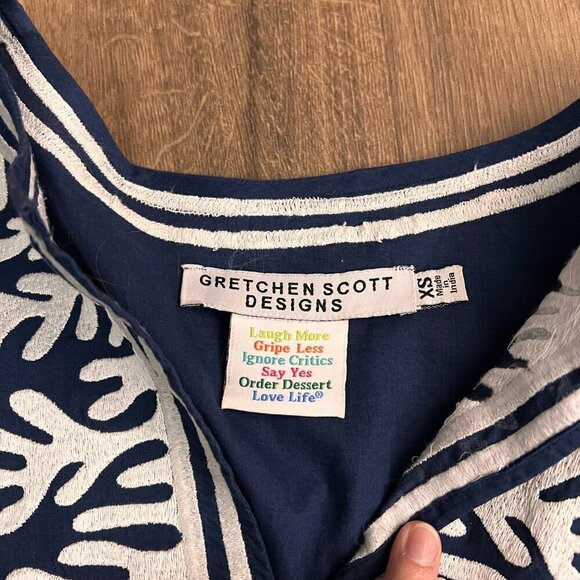 GRETCHEN SCOTT
DESIGNS
XS
Made
in
India
Laugh More
Gripe Less
Ignore Critics
Say Yes
Order Dessert
Love Life®